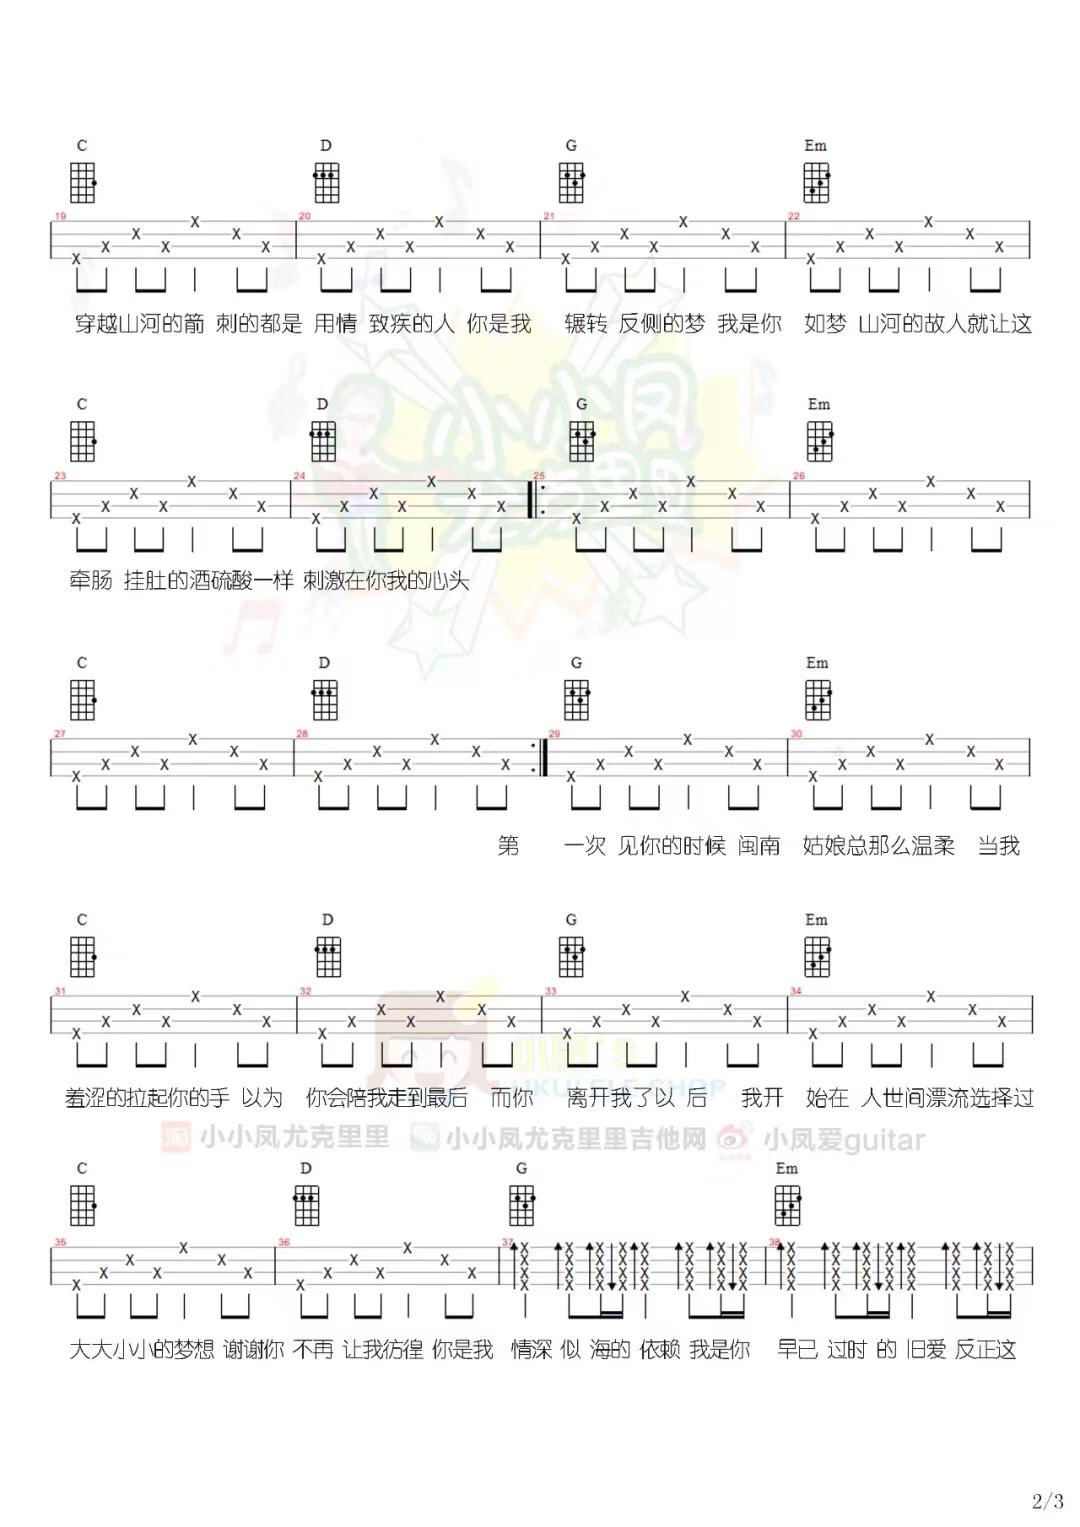 C D G Em
19 20 21 22
穿越山河的箭 刺的都是 用情 致疾的人 你是我 辗转 反侧的梦 我是你 如梦 山河的故人就让这
C D G Em
23 24 25 26
牵肠 挂肚的酒硫酸一样 刺激在你我的心头
C D G Em
27 28 29 30
第 一次 见你的时候 闽南 姑娘总那么温柔 当我
C D G Em
31 32 33 34
羞涩的拉起你的手 以为 你会陪我走到最后 而你 离开我了以 后 我开 始在 人世间漂流选择过
小小凤尤克里里 小小凤尤克里里吉他网 小凤爱guitar
C D G Em
35 36 37 38
大大小小的梦想 谢谢你 不再 让我彷徨 你是我 情深 似 海的 依赖 我是你 早已 过时 的 旧爱 反正这
小小凤
UKULELE SHOP
2/3